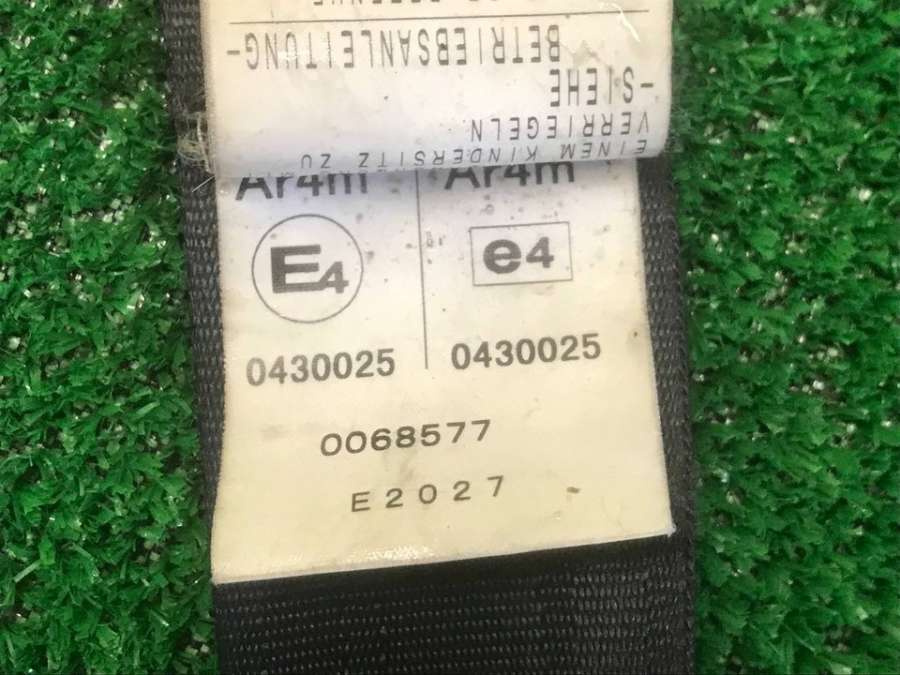 BETRIEBSANLEITUNG-
-SIEHE
VERRIEGELN
EINEM KINDERSITZ ZU
Ar4m Ar4m
E4 e4
0430025 0430025
0068577
E2027